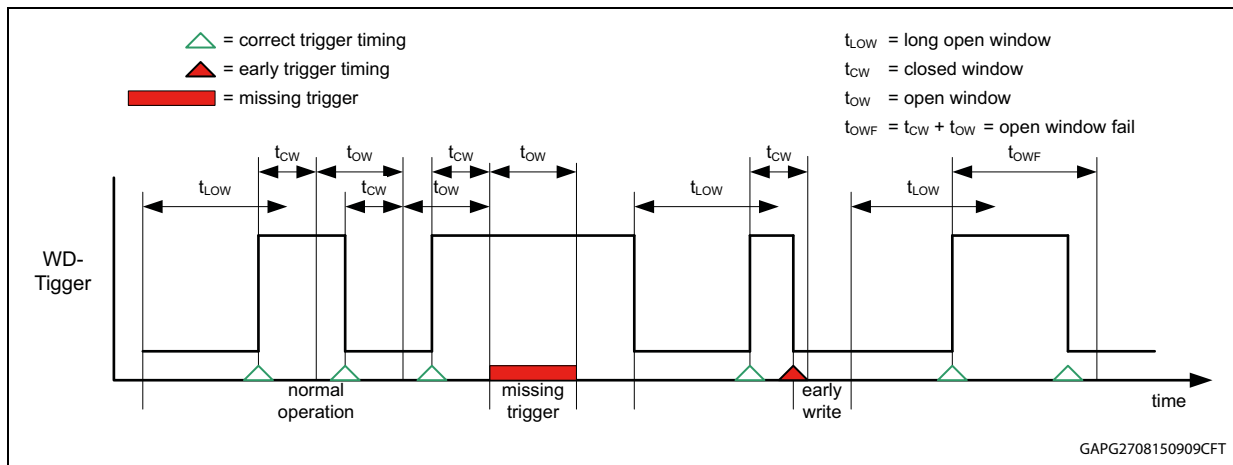 = correct trigger timing
= early trigger timing
= missing trigger
tLOW = long open window
tCW = closed window
tOW = open window
tOWF = tCW + tOW = open window fail
tCW tOW tCW tOW tCW tOWF
tLOW tCW tOW tLOW tLOW
WD-
Tigger
normal
operation
missing
trigger
early
write
time
GAPG2708150909CFT